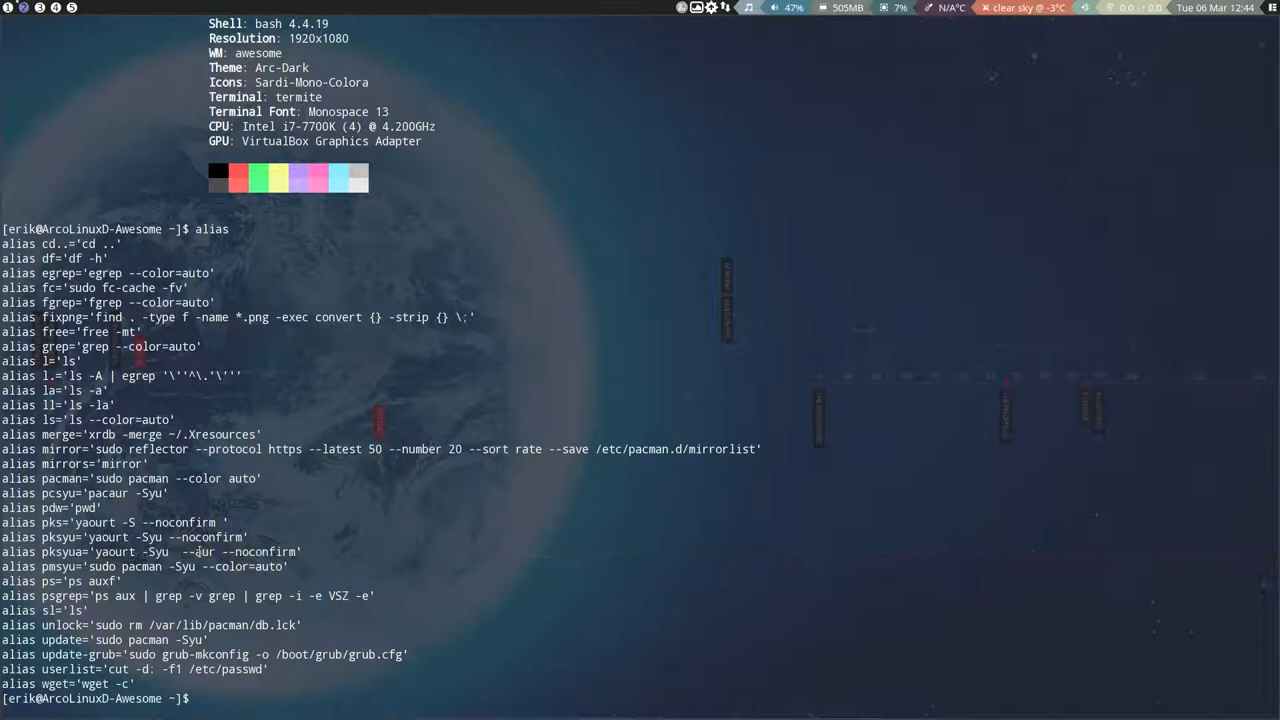 1 2 3 4 5 47% 505MB 7% N/A°C clear sky @ -3°C 0.0 0.0 Tue 06 Mar 12:44
Shell: bash 4.4.19
Resolution: 1920x1080
WM: awesome
Theme: Arc-Dark
Icons: Sardi-Mono-Colora
Terminal: termite
Terminal Font: Monospace 13
CPU: Intel i7-7700K (4) @ 4.200GHz
GPU: VirtualBox Graphics Adapter
[erik@ArcoLinuxD-Awesome ~]$ alias
alias cd..='cd ..'
alias df='df -h'
alias egrep='egrep --color=auto'
alias fc='sudo fc-cache -fv'
alias fgrep='fgrep --color=auto'
alias fixpng='find . -type f -name *.png -exec convert {} -strip {} \;'
alias free='free -mt'
alias grep='grep --color=auto'
alias l='ls'
alias l.='ls -A | egrep '\''^\.'\'''
alias la='ls -a'
alias ll='ls -la'
alias ls='ls --color=auto'
alias merge='xrdb -merge ~/.Xresources'
alias mirror='sudo reflector --protocol https --latest 50 --number 20 --sort rate --save /etc/pacman.d/mirrorlist'
alias mirrors='mirror'
alias pacman='sudo pacman --color auto'
alias pcsyu='pacaur -Syu'
alias pdw='pwd'
alias pks='yaourt -S --noconfirm '
alias pksyu='yaourt -Syu --noconfirm'
alias pksyua='yaourt -Syu  --aur --noconfirm'
alias pmsyu='sudo pacman -Syu --color=auto'
alias ps='ps auxf'
alias psgrep='ps aux | grep -v grep | grep -i -e VSZ -e'
alias sl='ls'
alias unlock='sudo rm /var/lib/pacman/db.lck'
alias update='sudo pacman -Syu'
alias update-grub='sudo grub-mkconfig -o /boot/grub/grub.cfg'
alias userlist='cut -d: -f1 /etc/passwd'
alias wget='wget -c'
[erik@ArcoLinuxD-Awesome ~]$